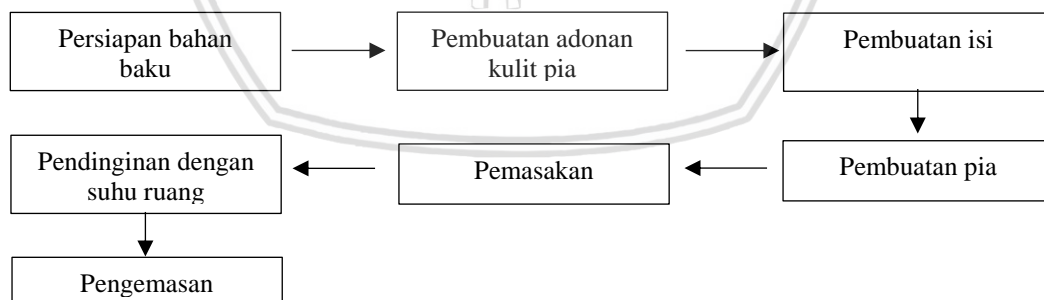 Persiapan bahan
baku
Pembuatan adonan
kulit pia
Pembuatan isi
Pembuatan pia
Pemasakan
Pendinginan dengan
suhu ruang
Pengemasan